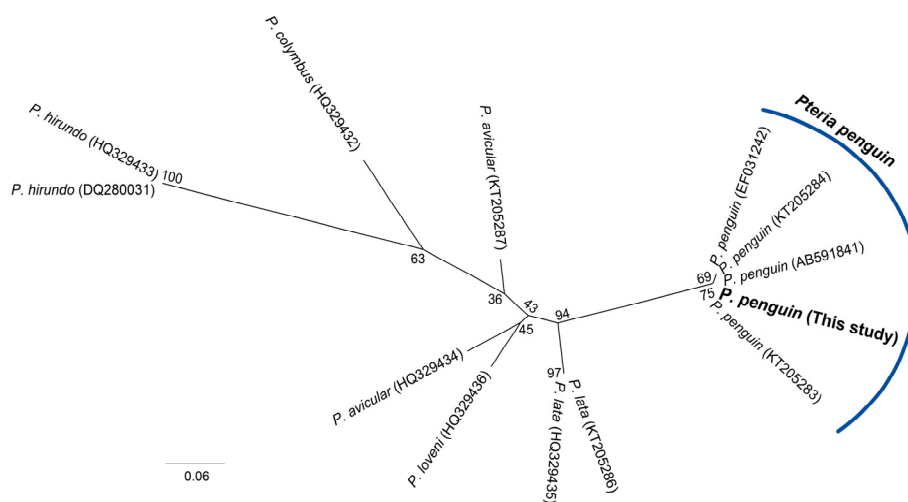 P. colymbus (HQ329432)
P. hirundo (HQ329433)
100
P. hirundo (DQ280031)
63
P. avicular (KT205287)
36
43
45
94
P. avicular (HQ329434)
P. loveni (HQ329436)
97
P. lata (HQ329435)
P. lata (KT205286)
Pteria penguin
P. penguin (EF031242)
P. penguin (KT205284)
69
P. penguin (AB591841)
75
P. penguin (This study)
P. penguin (KT205283)
0.06